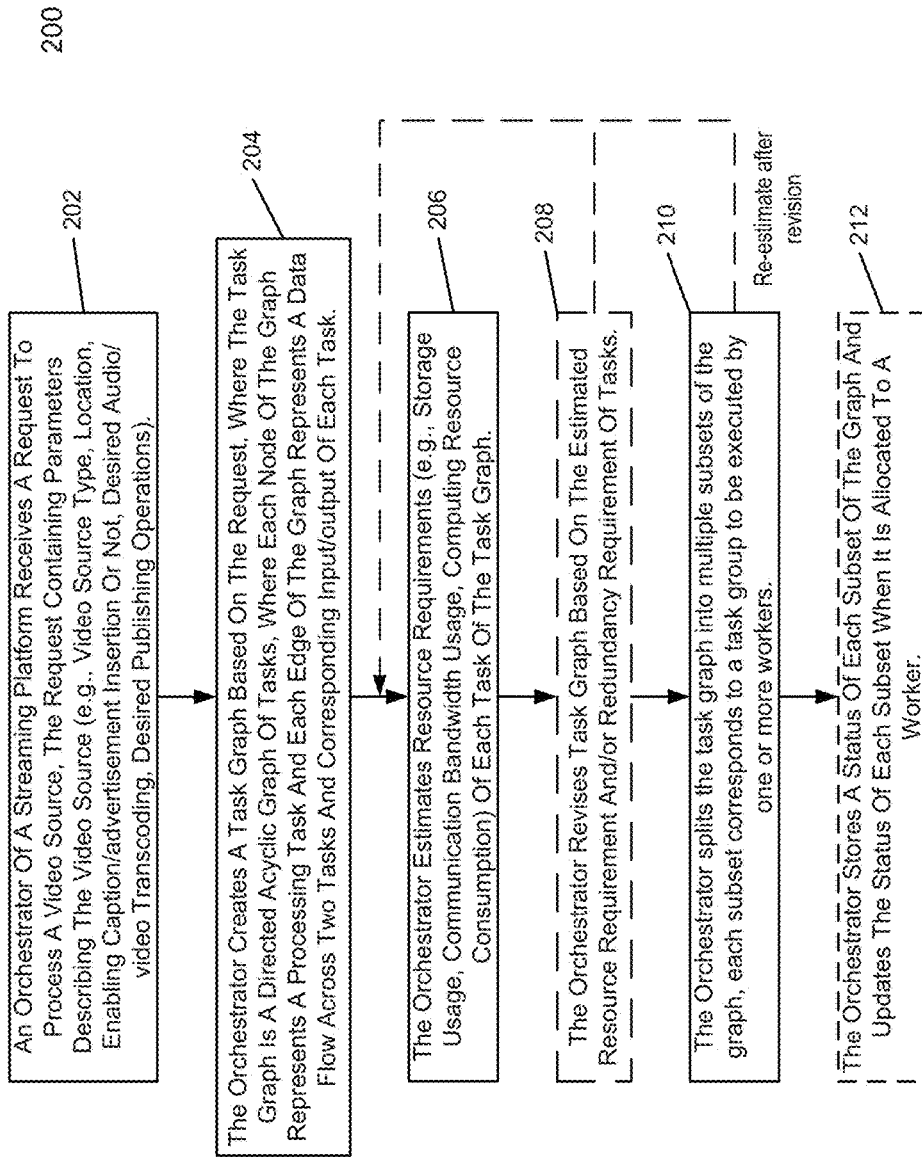 200
202
An Orchestrator Of A Streaming Platform Receives A Request To
Process A Video Source, The Request Containing Parameters
Describing The Video Source (e.g., Video Source Type, Location,
Enabling Caption/advertisement Insertion Or Not, Desired Audio/
video Transcoding, Desired Publishing Operations).
204
The Orchestrator Creates A Task Graph Based On The Request, Where The Task
Graph Is A Directed Acyclic Graph Of Tasks, Where Each Node Of The Graph
Represents A Processing Task And Each Edge Of The Graph Represents A Data
Flow Across Two Tasks And Corresponding Input/output Of Each Task.
206
The Orchestrator Estimates Resource Requirements (e.g., Storage
Usage, Communication Bandwidth Usage, Computing Resource
Consumption) Of Each Task Of The Task Graph.
208
The Orchestrator Revises Task Graph Based On The Estimated
Resource Requirement And/or Redundancy Requirement Of Tasks.
210
The Orchestrator splits the task graph into multiple subsets of the
graph, each subset corresponds to a task group to be executed by
one or more workers.
Re-estimate after
revision
212
The Orchestrator Stores A Status Of Each Subset Of The Graph And
Updates The Status Of Each Subset When It Is Allocated To A
Worker.